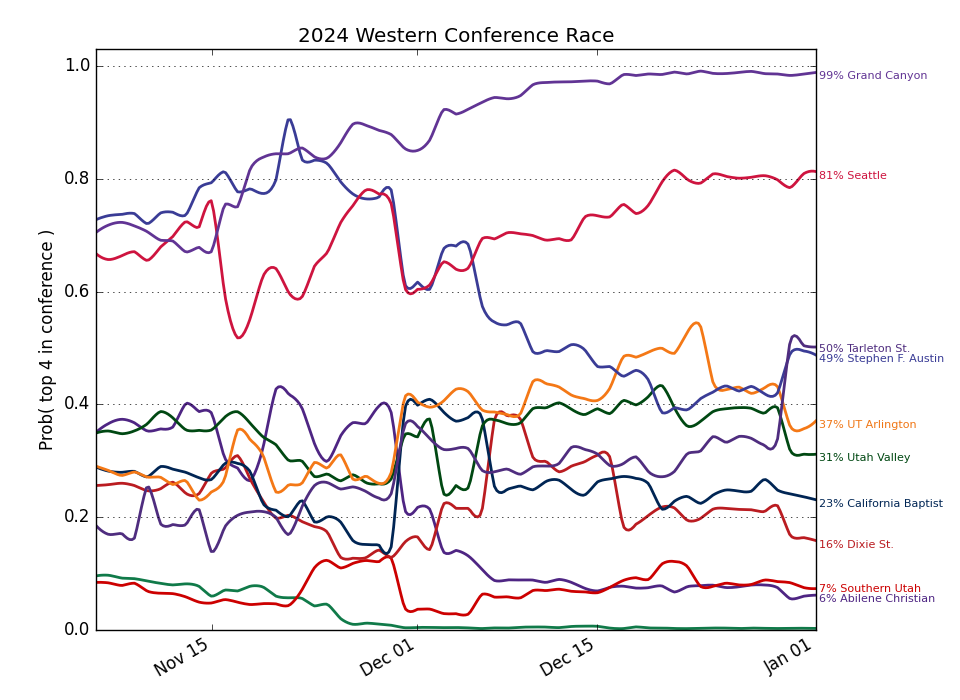 2024 Western Conference Race
1.0
0.8
0.6
0.4
0.2
0.0
Prob( top 4 in conference )
Nov 15
Dec 01
Dec 15
Jan 01
99% Grand Canyon
81% Seattle
50% Tarleton St.
49% Stephen F. Austin
37% UT Arlington
31% Utah Valley
23% California Baptist
16% Dixie St.
7% Southern Utah
6% Abilene Christian